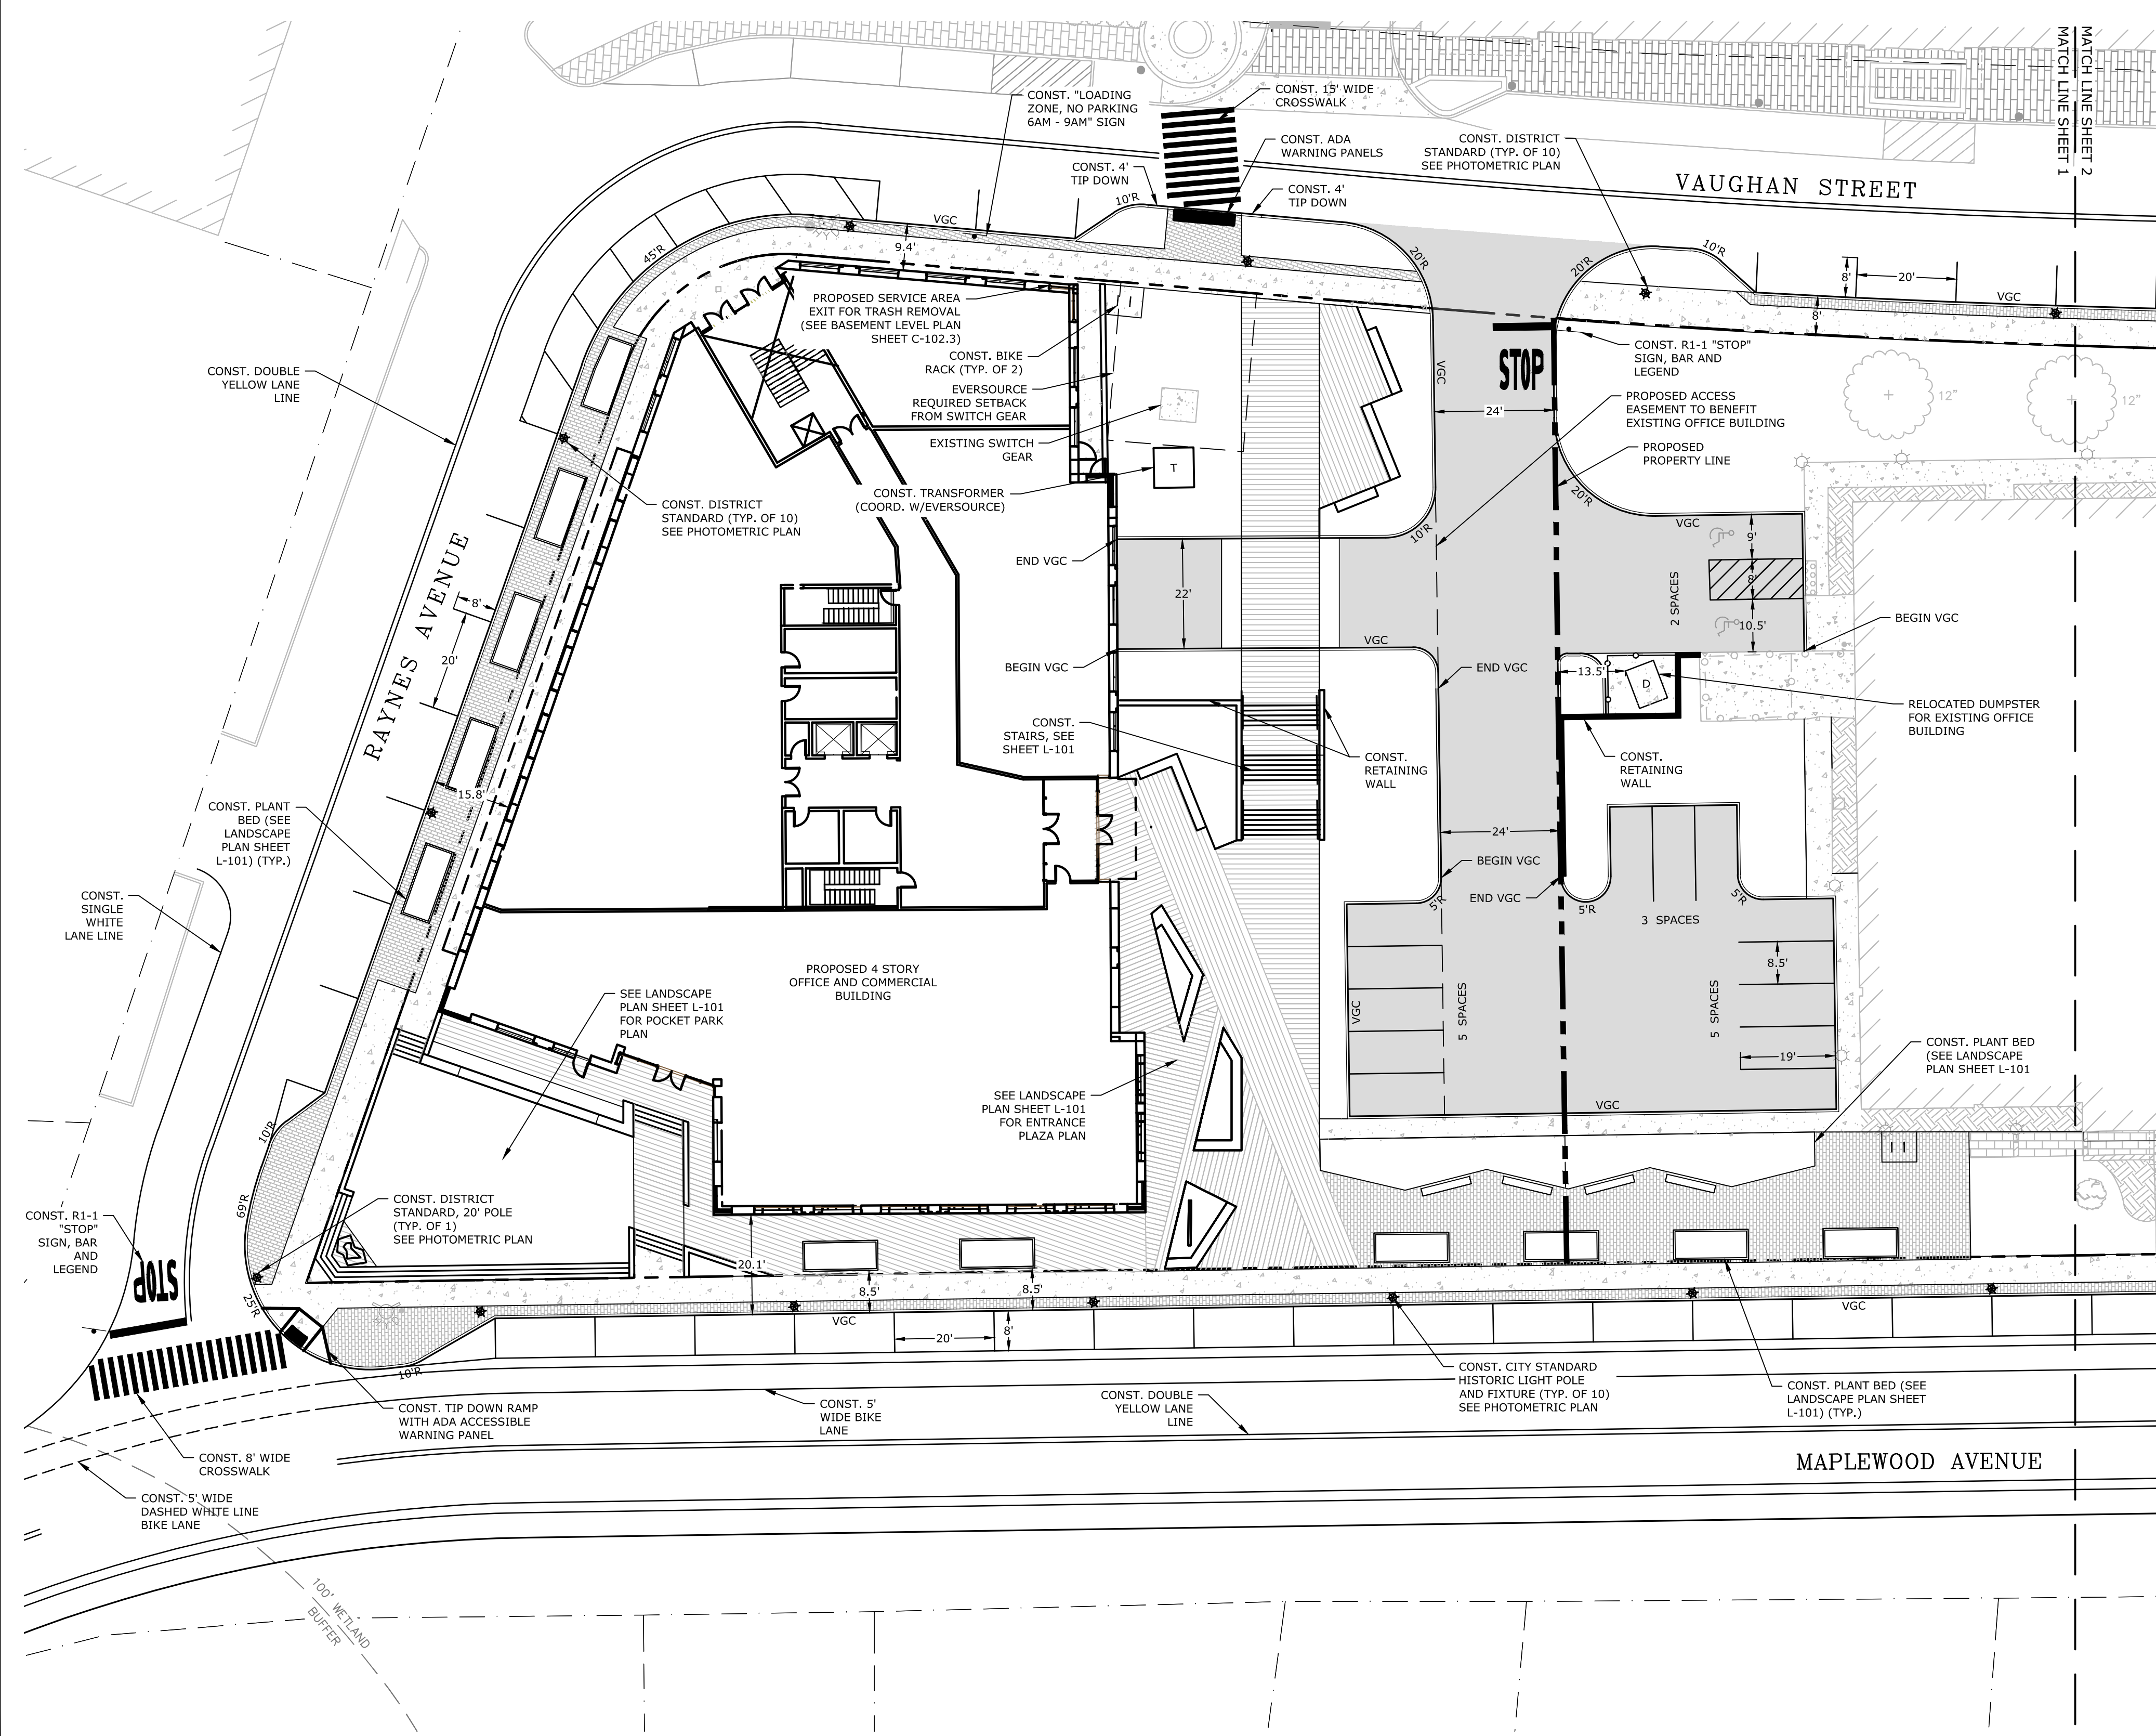 MATCH LINE SHEET 2
MATCH LINE SHEET 1
CONST. "LOADING
ZONE, NO PARKING
6AM - 9AM" SIGN
CONST. 15' WIDE
CROSSWALK
CONST. ADA
WARNING PANELS
CONST. DISTRICT
STANDARD (TYP. OF 10)
SEE PHOTOMETRIC PLAN
CONST. 4'
TIP DOWN
CONST. 4'
TIP DOWN
VAUGHAN STREET
10'R
VGC
9.4'
45'R
20'R
20'R
10'R
8'
20'
VGC
8'
PROPOSED SERVICE AREA
EXIT FOR TRASH REMOVAL
(SEE BASEMENT LEVEL PLAN
SHEET C-102.3)
CONST. BIKE
RACK (TYP. OF 2)
EVERSOURCE
REQUIRED SETBACK
FROM SWITCH GEAR
EXISTING SWITCH
GEAR
CONST. TRANSFORMER
(COORD. W/EVERSOURCE)
T
VGC
STOP
24'
CONST. R1-1 "STOP"
SIGN, BAR AND
LEGEND
PROPOSED ACCESS
EASEMENT TO BENEFIT
EXISTING OFFICE BUILDING
PROPOSED
PROPERTY LINE
12"
12"
CONST. DOUBLE
YELLOW LANE
LINE
CONST. DISTRICT
STANDARD (TYP. OF 10)
SEE PHOTOMETRIC PLAN
20'R
10'R
VGC
9'
8'
10.5'
2 SPACES
END VGC
22'
VGC
BEGIN VGC
BEGIN VGC
END VGC
13.5'
D
RELOCATED DUMPSTER
FOR EXISTING OFFICE
BUILDING
RAYNES AVENUE
8'
20'
15.8'
CONST.
STAIRS, SEE
SHEET L-101
CONST.
RETAINING
WALL
CONST.
RETAINING
WALL
CONST. PLANT
BED (SEE
LANDSCAPE
PLAN SHEET
L-101) (TYP.)
24'
BEGIN VGC
END VGC
5'R
5'R
5'R
3 SPACES
8.5'
CONST.
SINGLE
WHITE
LANE LINE
PROPOSED 4 STORY
OFFICE AND COMMERCIAL
BUILDING
SEE LANDSCAPE
PLAN SHEET L-101
FOR POCKET PARK
PLAN
VGC
5 SPACES
5 SPACES
19'
VGC
CONST. PLANT BED
(SEE LANDSCAPE
PLAN SHEET L-101
SEE LANDSCAPE
PLAN SHEET L-101
FOR ENTRANCE
PLAZA PLAN
10'R
69'R
CONST. DISTRICT
STANDARD, 20' POLE
(TYP. OF 1)
SEE PHOTOMETRIC PLAN
CONST. R1-1
"STOP"
SIGN, BAR
AND
LEGEND
STOP
25'R
20.1'
8.5'
8.5'
VGC
20'
8'
VGC
10'R
CONST. TIP DOWN RAMP
WITH ADA ACCESSIBLE
WARNING PANEL
CONST. 5'
WIDE BIKE
LANE
CONST. DOUBLE
YELLOW LANE
LINE
CONST. CITY STANDARD
HISTORIC LIGHT POLE
AND FIXTURE (TYP. OF 10)
SEE PHOTOMETRIC PLAN
CONST. PLANT BED (SEE
LANDSCAPE PLAN SHEET
L-101) (TYP.)
CONST. 8' WIDE
CROSSWALK
MAPLEWOOD AVENUE
CONST. 5' WIDE
DASHED WHITE LINE
BIKE LANE
100' WETLAND
BUFFER